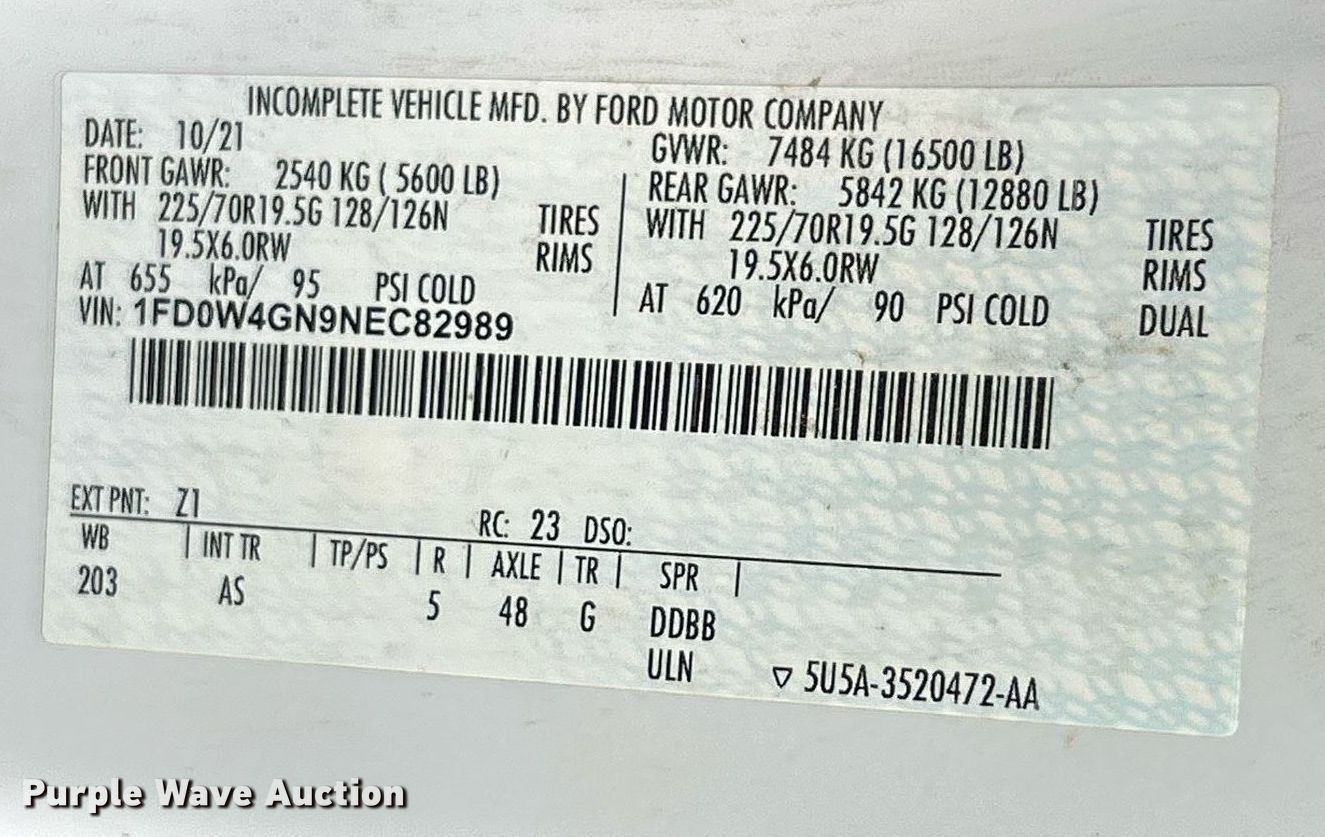 INCOMPLETE VEHICLE MFD. BY FORD MOTOR COMPANY
DATE: 10/21 GVWR: 7484 KG (16500 LB)
FRONT GAWR: 2540 KG ( 5600 LB) REAR GAWR: 5842 KG (12880 LB)
WITH 225/70R19.5G 128/126N TIRES WITH 225/70R19.5G 128/126N TIRES
19.5X6.0RW RIMS 19.5X6.0RW RIMS
AT 655 kPa/ 95 PSI COLD AT 620 kPa/ 90 PSI COLD DUAL
VIN: 1FD0W4GN9NEC82989
EXT PNT: Z1 RC: 23 DSO:
WB | INT TR | TP/PS | R | AXLE | TR | SPR |
203 AS 5 48 G DDBB
ULN ▽ 5U5A-3520472-AA
Purple Wave Auction